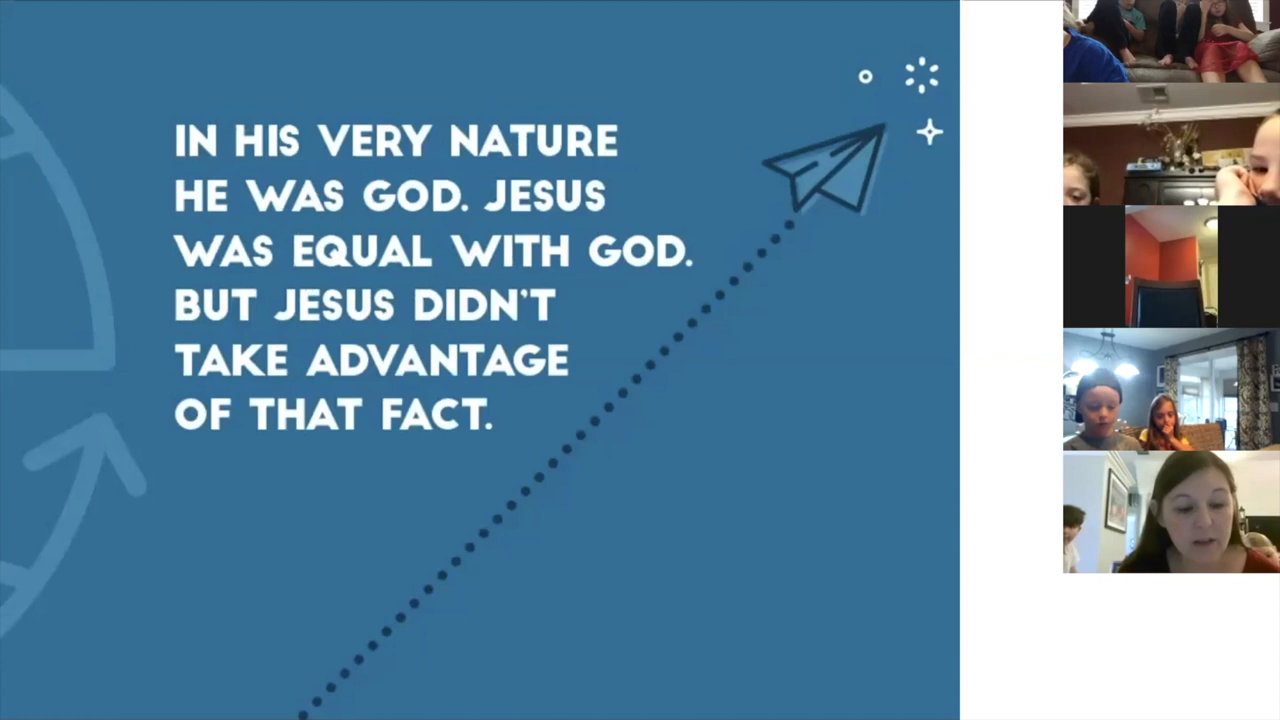 IN HIS VERY NATURE
HE WAS GOD. JESUS
WAS EQUAL WITH GOD.
BUT JESUS DIDN'T
TAKE ADVANTAGE
OF THAT FACT.